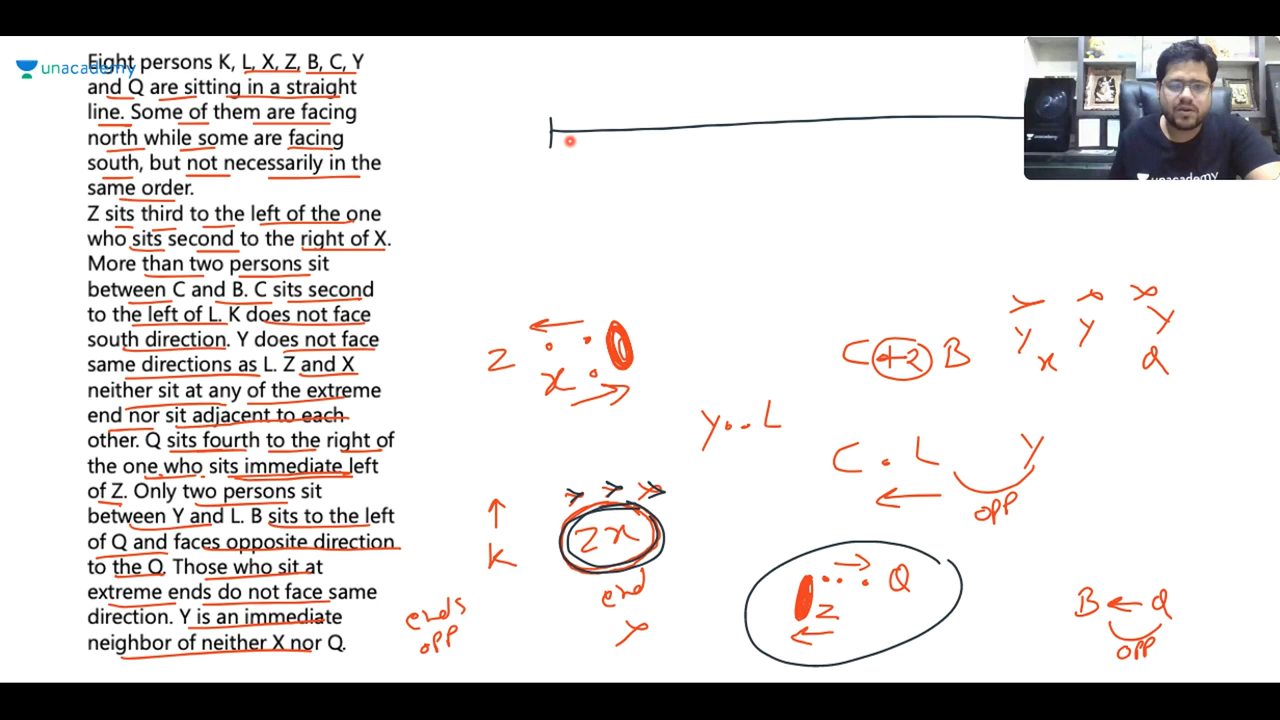 Eight persons K, L, X, Z, B, C, Y
unacademy
and Q are sitting in a straight
line. Some of them are facing
north while some are facing
south, but not necessarily in the
same order.
Z sits third to the left of the one
who sits second to the right of X.
More than two persons sit
between C and B. C sits second
to the left of L. K does not face
south direction. Y does not face
same directions as L. Z and X
neither sit at any of the extreme
end nor sit adjacent to each
other. Q sits fourth to the right of
the one who sits immediate left
of Z. Only two persons sit
between Y and L. B sits to the left
of Q and faces opposite direction
to the Q. Those who sit at
extreme ends do not face same
direction. Y is an immediate
neighbor of neither X nor Q.
unacademy
Z
X
C +2 B
Y Y Y
X Q
Y . . L
C . L Y
opp
K
Z X
end
ends
opp
Q
Z
B ← Q
opp